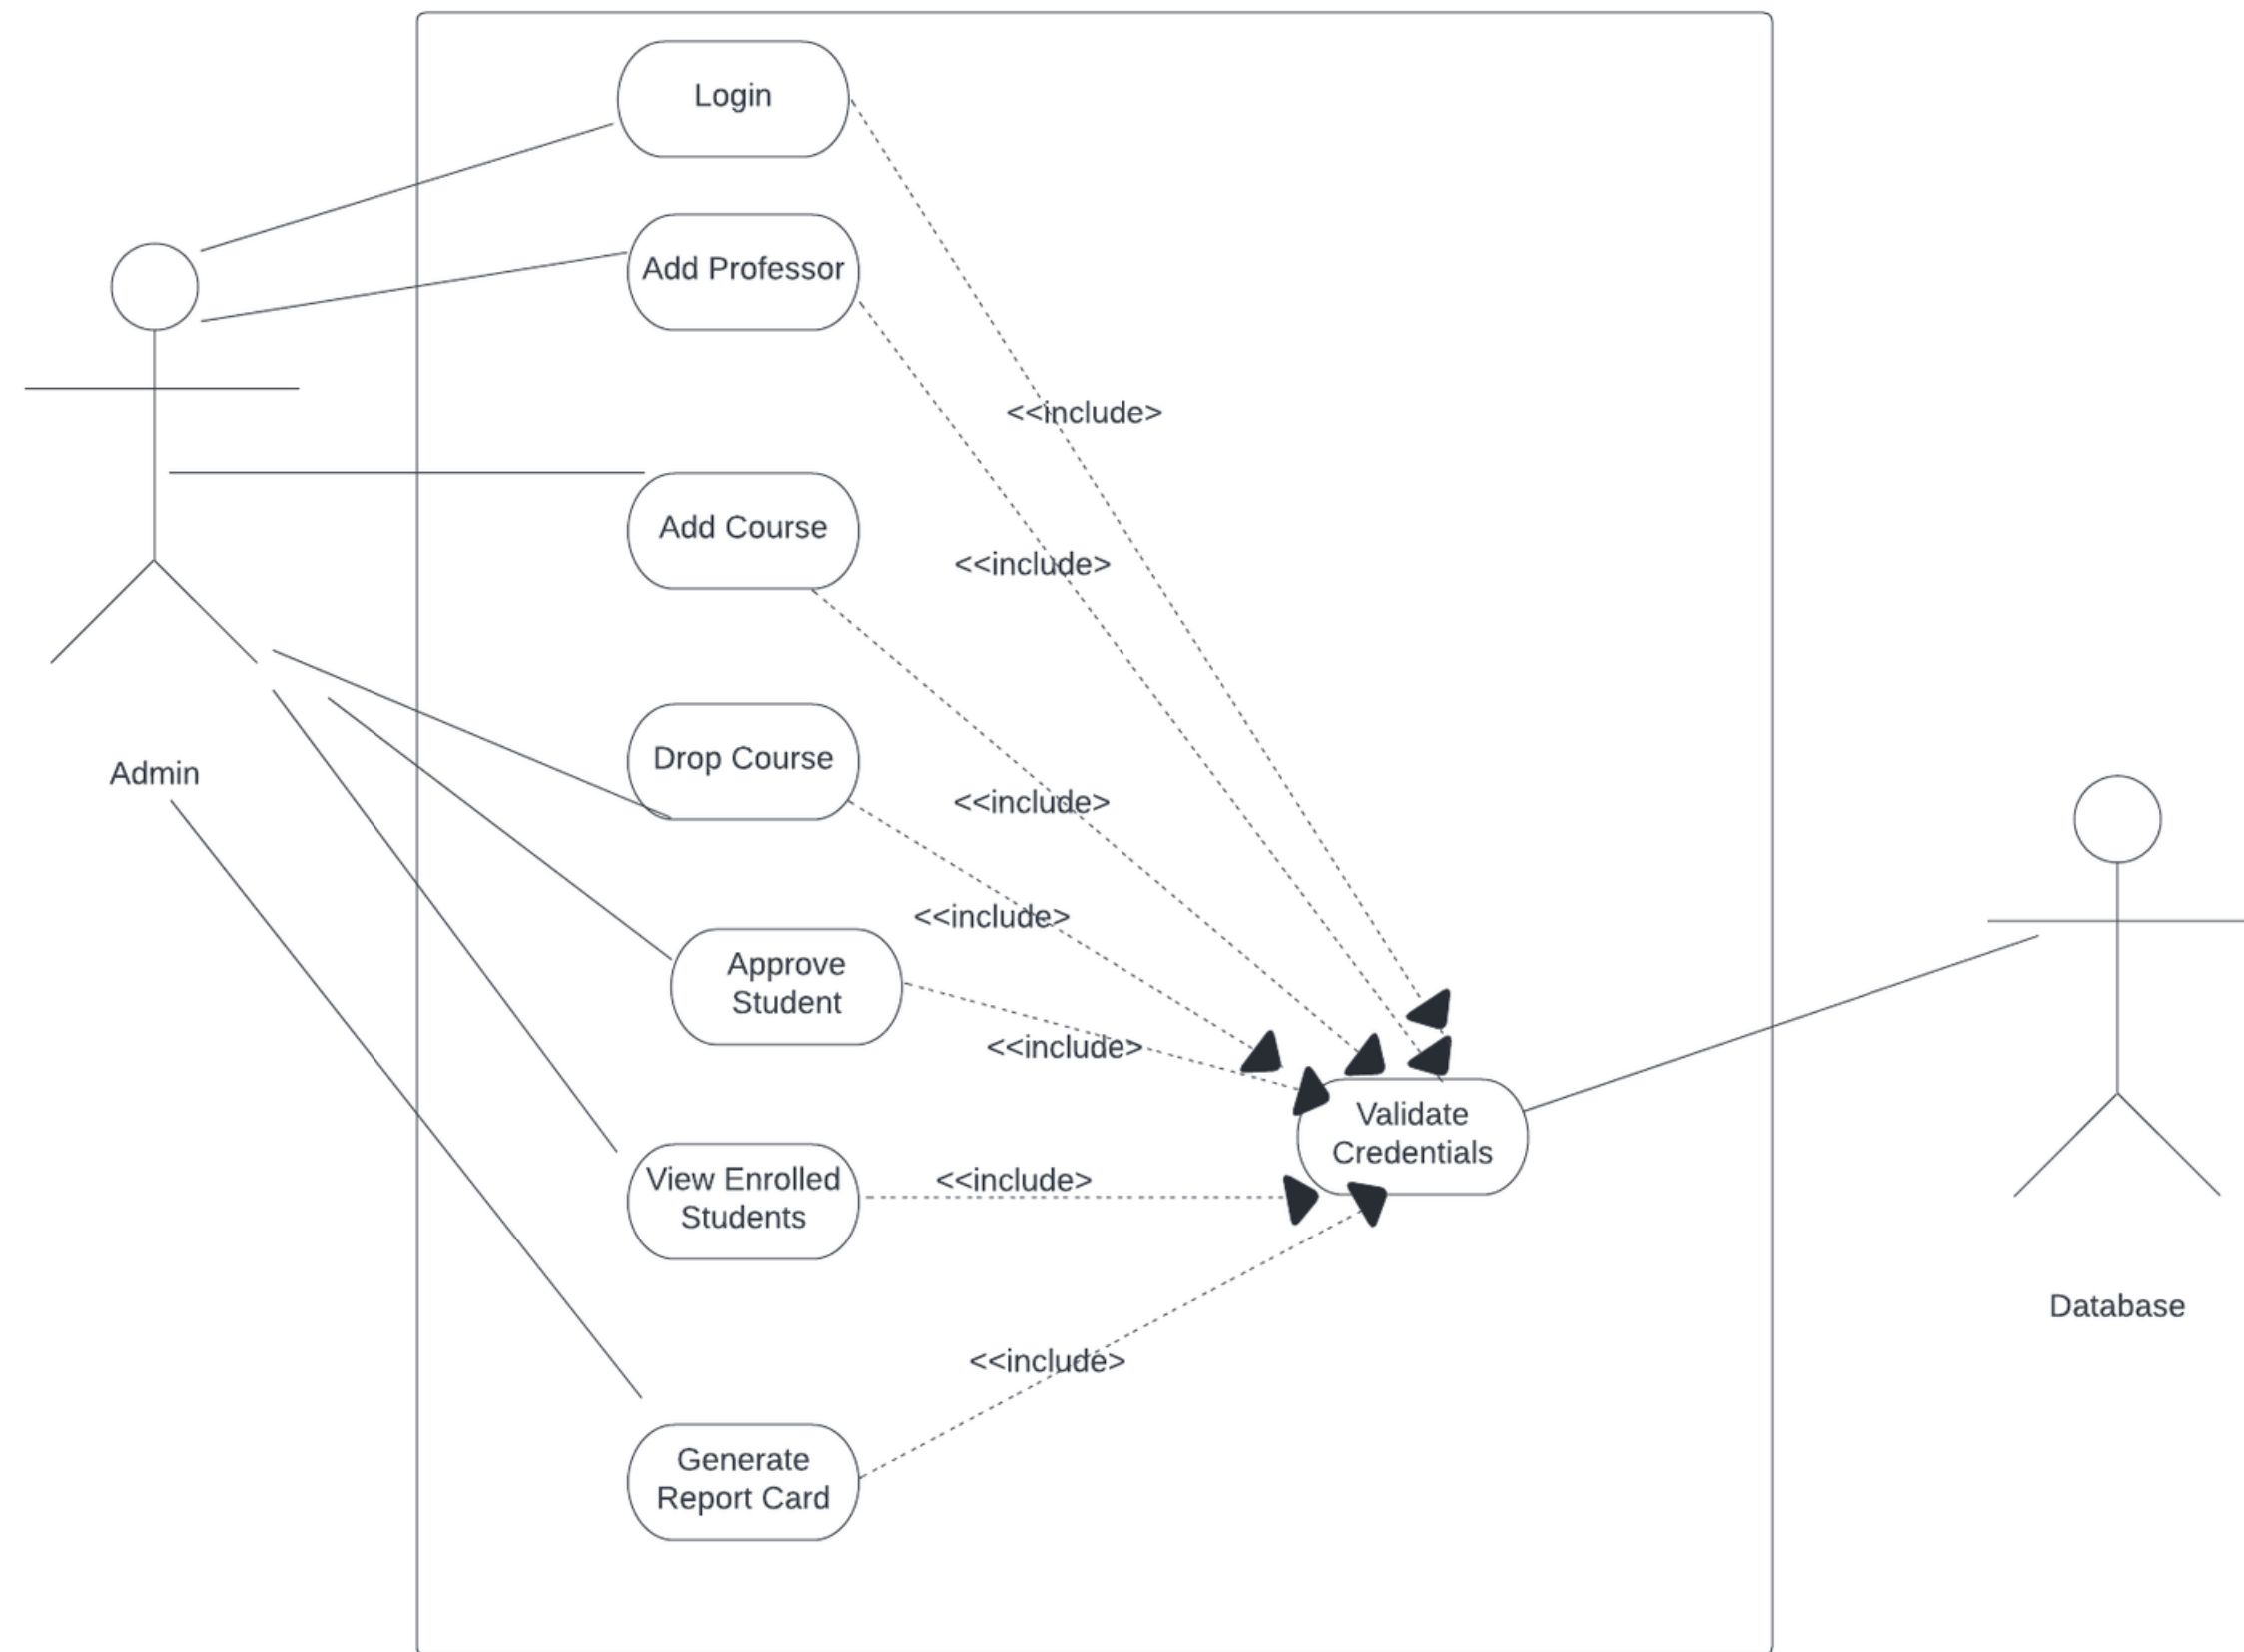 Login
Add Professor
<<include>
Add Course
<<include>
Drop Course
Admin
<<include>
<<include>
Approve
Student
<<include>
Validate
Credentials
View Enrolled
Students
<<include>
Database
<<include>
Generate
Report Card